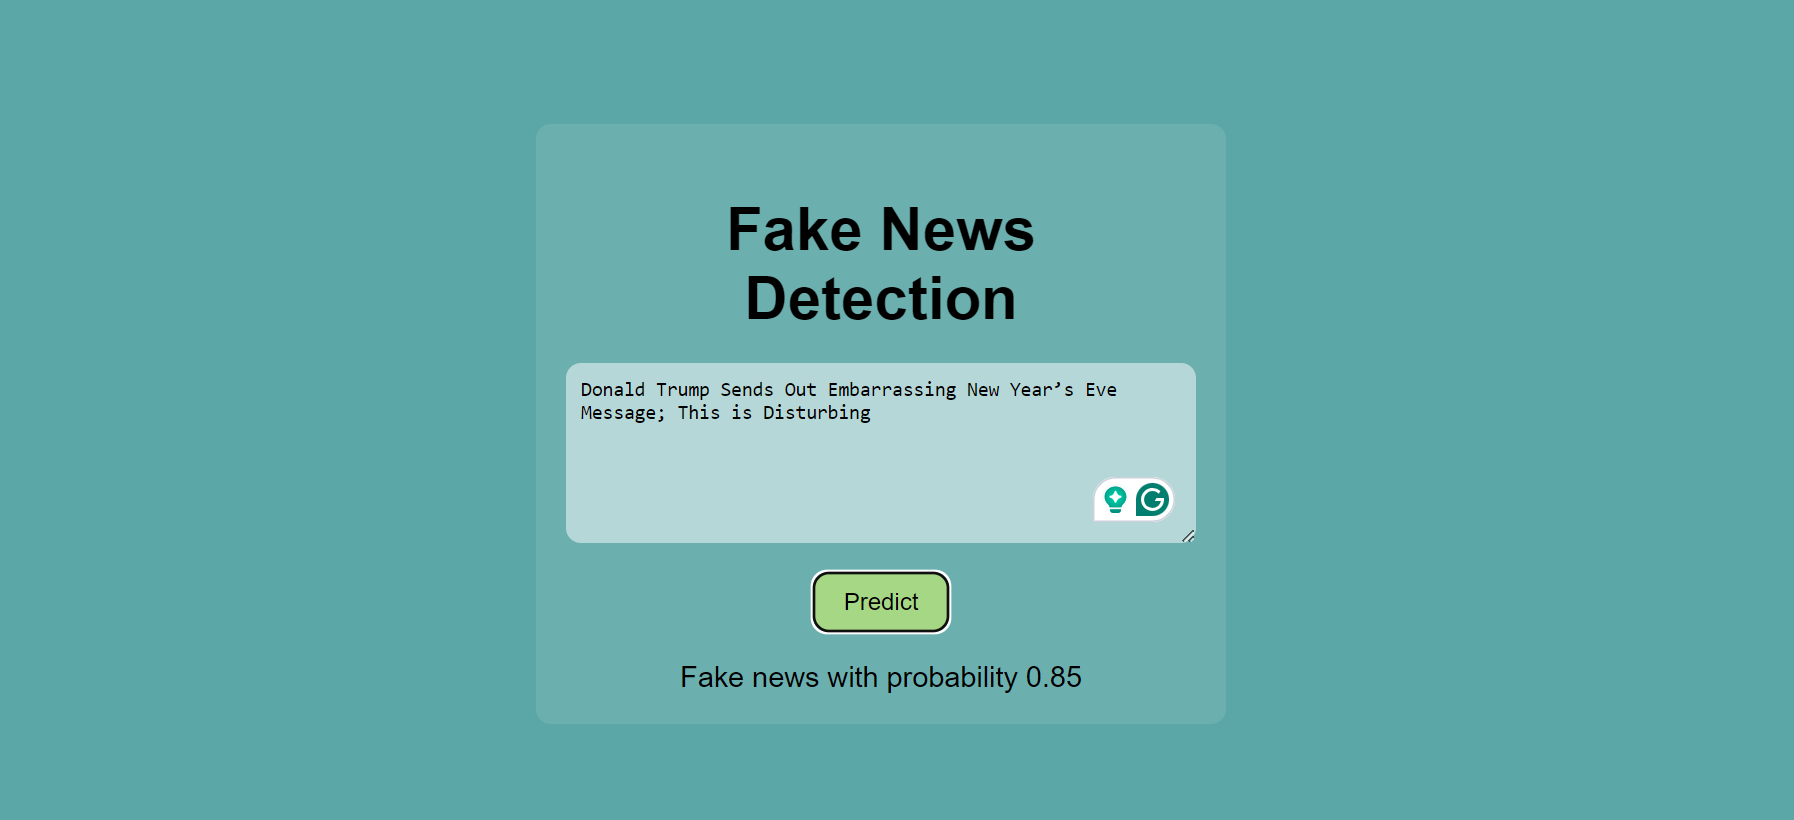 Fake News
Detection
Donald Trump Sends Out Embarrassing New Year’s Eve
Message; This is Disturbing
Predict
Fake news with probability 0.85